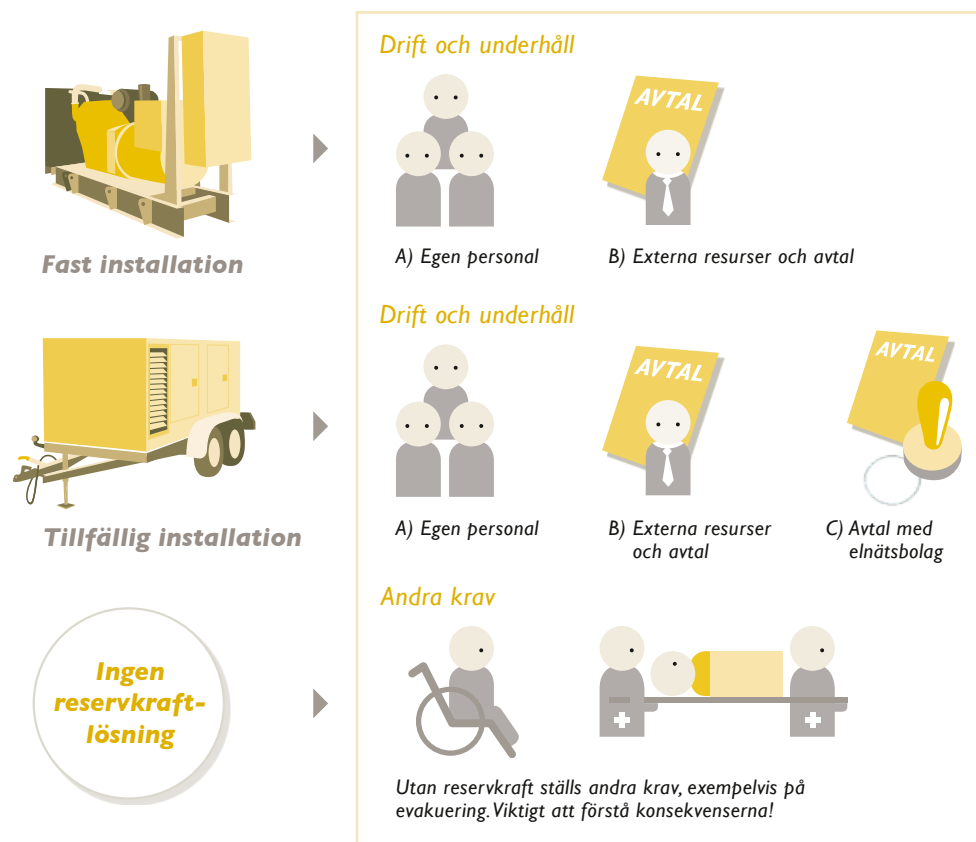 Drift och underhåll
AVTAL
Fast installation
A) Egen personal
B) Externa resurser och avtal
Drift och underhåll
AVTAL
AVTAL
Tillfällig installation
A) Egen personal
B) Externa resurser
och avtal
C) Avtal med
elnätsbolag
Andra krav
Ingen
reservkraft-
lösning
Utan reservkraft ställs andra krav, exempelvis på
evakuering. Viktigt att förstå konsekvenserna!